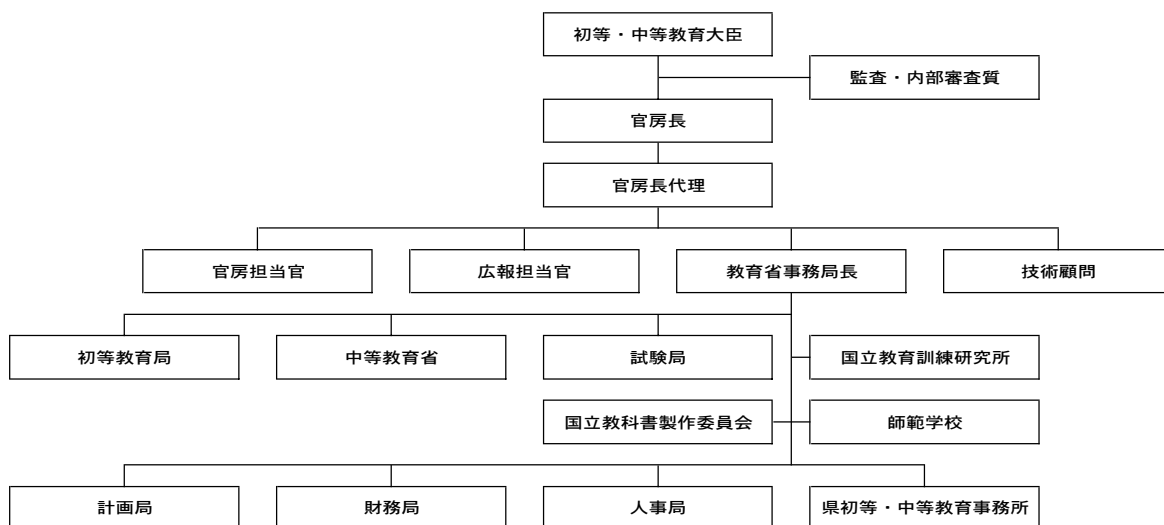 初等・中等教育大臣
監査・内部審査質
官房長
官房長代理
官房担当官
広報担当官
教育省事務局長
技術顧問
初等教育局
中等教育省
試験局
国立教育訓練研究所
国立教科書製作委員会
師範学校
計画局
財務局
人事局
県初等・中等教育事務所